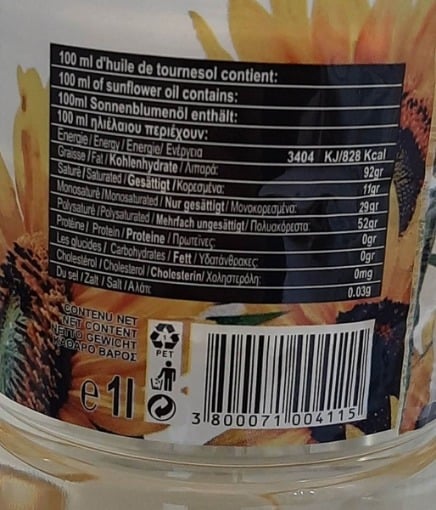 100 ml d'huile de tournesol contient:
100 ml of sunflower oil contains:
100ml Sonnenblumenöl enthält:
100 ml ηλιέλαιου περιέχουν:
Energie / Energy / Energie/ Ενέργεια 3404 KJ/828 Kcal
Graisse / Fat / Kohlenhydrate / Λιπαρά: 92gr
Saturé / Saturated / Gesättigt / Κορεσμένα: 11gr
Monosaturé / Monosaturated / Nur gesättigt/ Μονοκορεσμένα: 29gr
Polysaturé /Polysaturated / Mehrfach ungesättigt/ Πολυακόρεστα: 52gr
Protéine / Protein / Proteine / Πρωτεϊνες 0gr
Les glucides / Carbohydrates / Fett / Υδατάνθρακες: 0gr
Cholestérol / Cholesterol / Cholesterin/ Χοληστερόλη: 0mg
Du sel / Zalt / Salt / Αλάτι: 0.03g
CONTENU NET
NET CONTENT
NETTO GEWICHT
ΚΑΘΑΡΟ ΒΑΡΟΣ
PET
e 1l
3 800071 004115